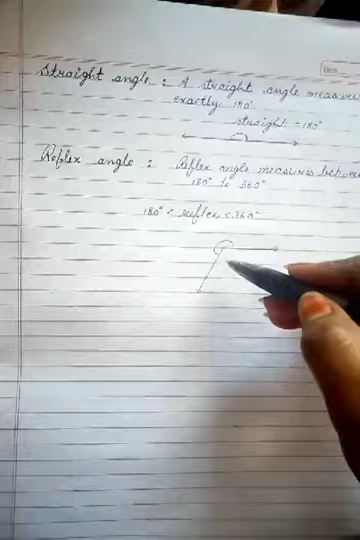 Straight angle : A straight angle measures
exactly 180°
straight = 180°
Reflex angle : Reflex angle measures between
180° to 360°
180° < reflex < 360°